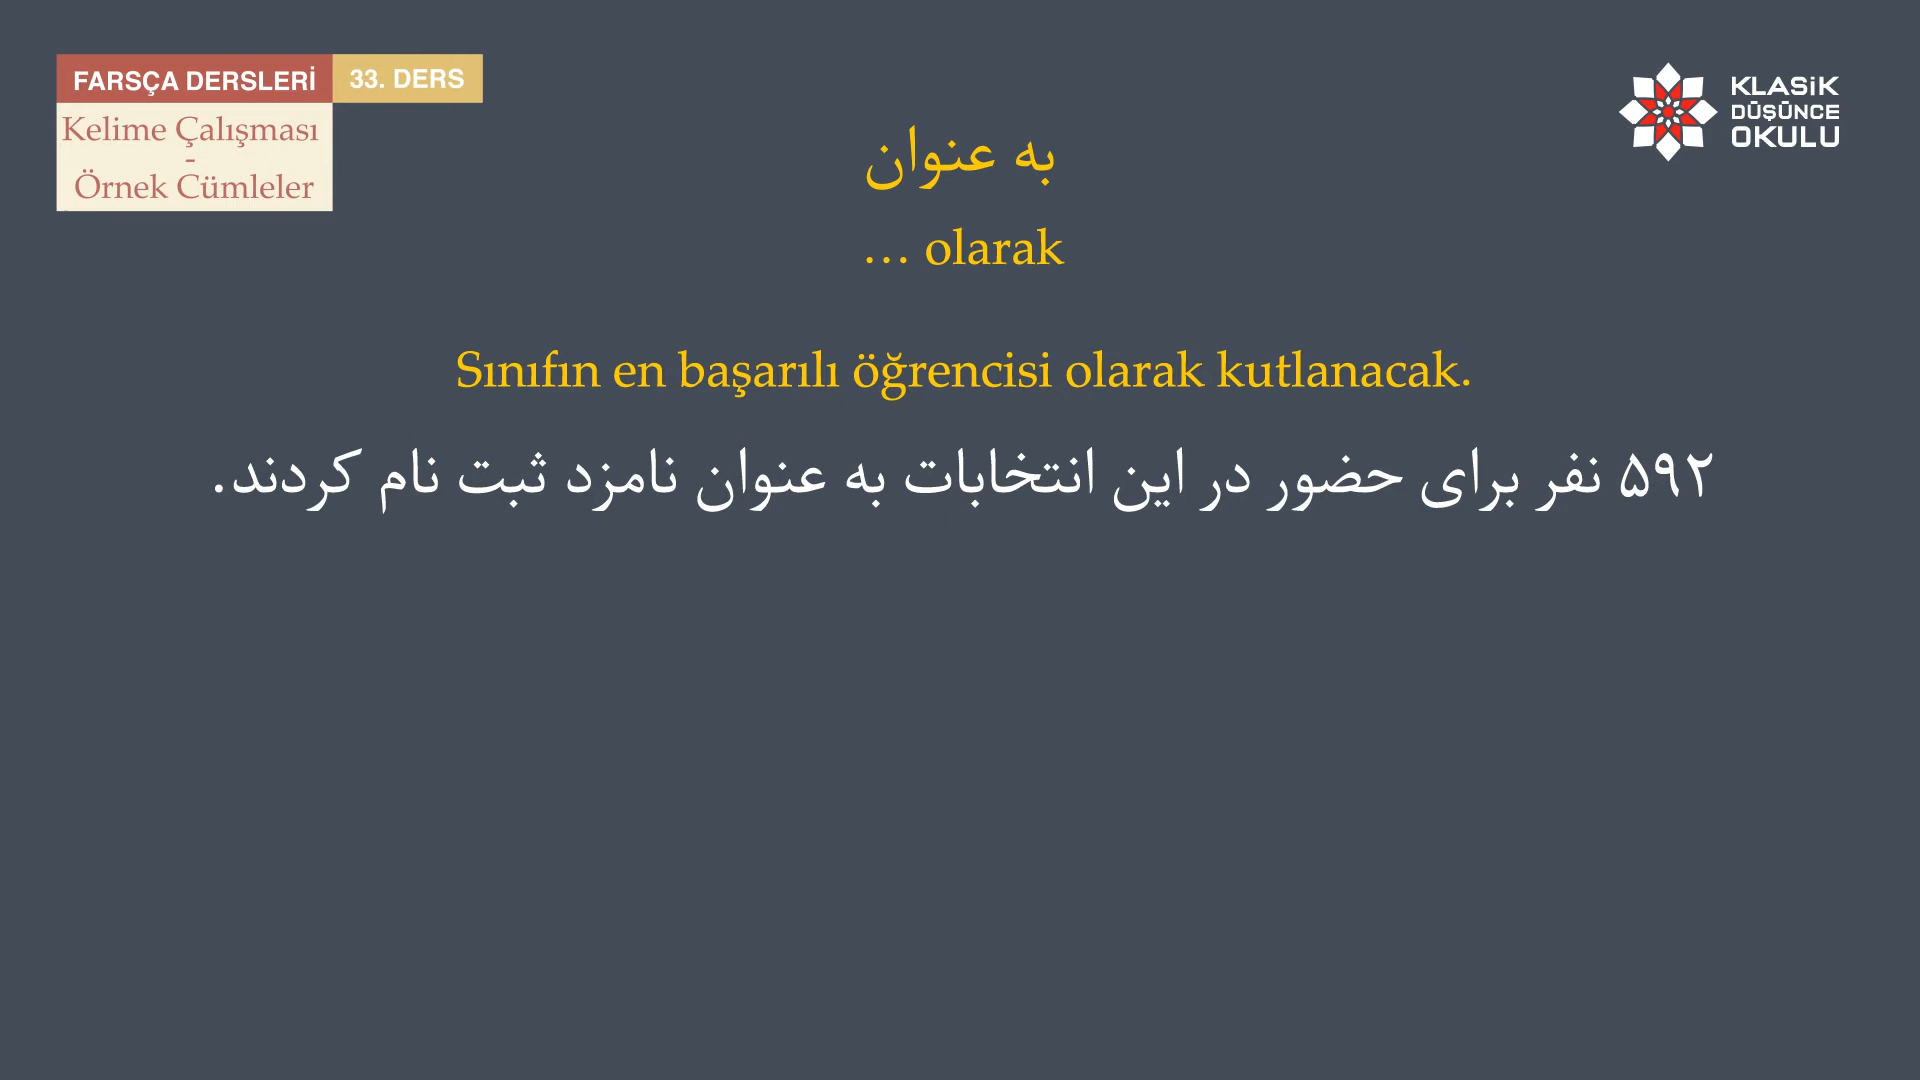 FARSÇA DERSLERİ
33. DERS
Kelime Çalışması
-
Örnek Cümleler
KLASiK
DÜŞÜNCE
OKULU
به عنوان
… olarak
Sınıfın en başarılı öğrencisi olarak kutlanacak.
۵۹۲ نفر برای حضور در این انتخابات به عنوان نامزد ثبت نام کردند.